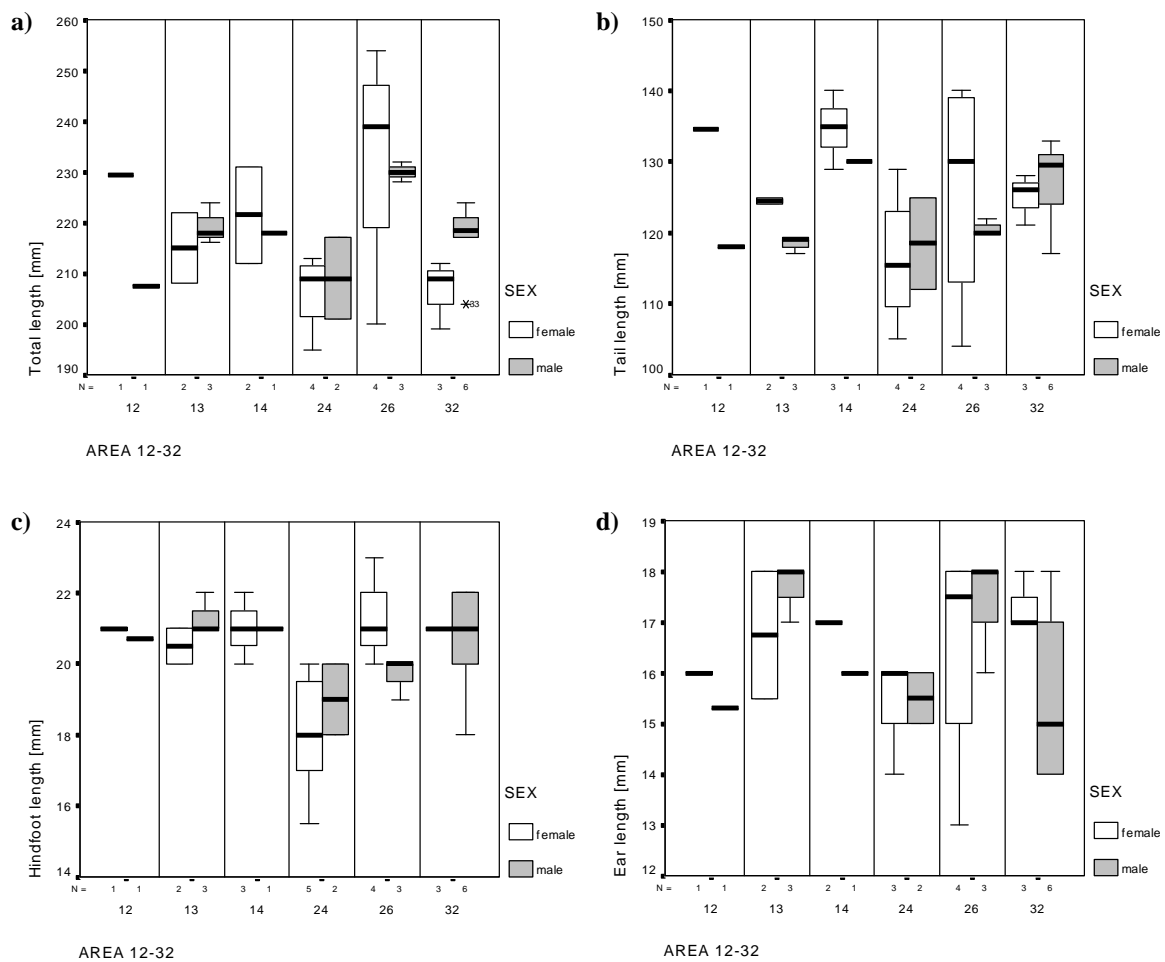 a)
260
250
240
230
220
210
200
190
Total length [mm]
33
SEX
female
male
N = 1 1 2 3 2 1 4 2 4 3 3 6
12 13 14 24 26 32
AREA 12-32
b)
150
140
130
120
110
100
Tail length [mm]
SEX
female
male
N = 1 1 2 3 3 1 4 2 4 3 3 6
12 13 14 24 26 32
AREA 12-32
c)
24
22
20
18
16
14
Hindfoot length [mm]
SEX
female
male
N = 1 1 2 3 3 1 5 2 4 3 3 6
12 13 14 24 26 32
AREA 12-32
d)
19
18
17
16
15
14
13
12
Ear length [mm]
SEX
female
male
N = 1 1 2 3 2 1 3 2 4 3 3 6
12 13 14 24 26 32
AREA 12-32